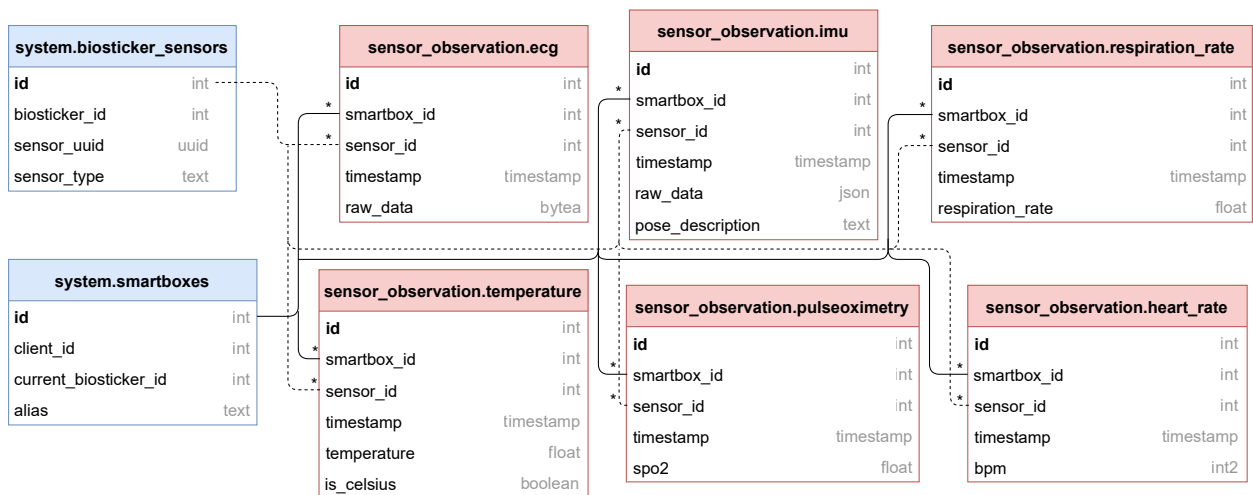 system.biosticker_sensors
id int
biosticker_id int
sensor_uuid uuid
sensor_type text
sensor_observation.ecg
id int
* smartbox_id int
* sensor_id int
timestamp timestamp
raw_data bytea
sensor_observation.imu
id int
* smartbox_id int
* sensor_id int
timestamp timestamp
raw_data json
pose_description text
sensor_observation.respiration_rate
id int
* smartbox_id int
* sensor_id int
timestamp timestamp
respiration_rate float
system.smartboxes
id int
client_id int
current_biosticker_id int
alias text
sensor_observation.temperature
id int
* smartbox_id int
* sensor_id int
timestamp timestamp
temperature float
is_celsius boolean
sensor_observation.pulseoximetry
id int
* smartbox_id int
* sensor_id int
timestamp timestamp
spo2 float
sensor_observation.heart_rate
id int
* smartbox_id int
* sensor_id int
timestamp timestamp
bpm int2